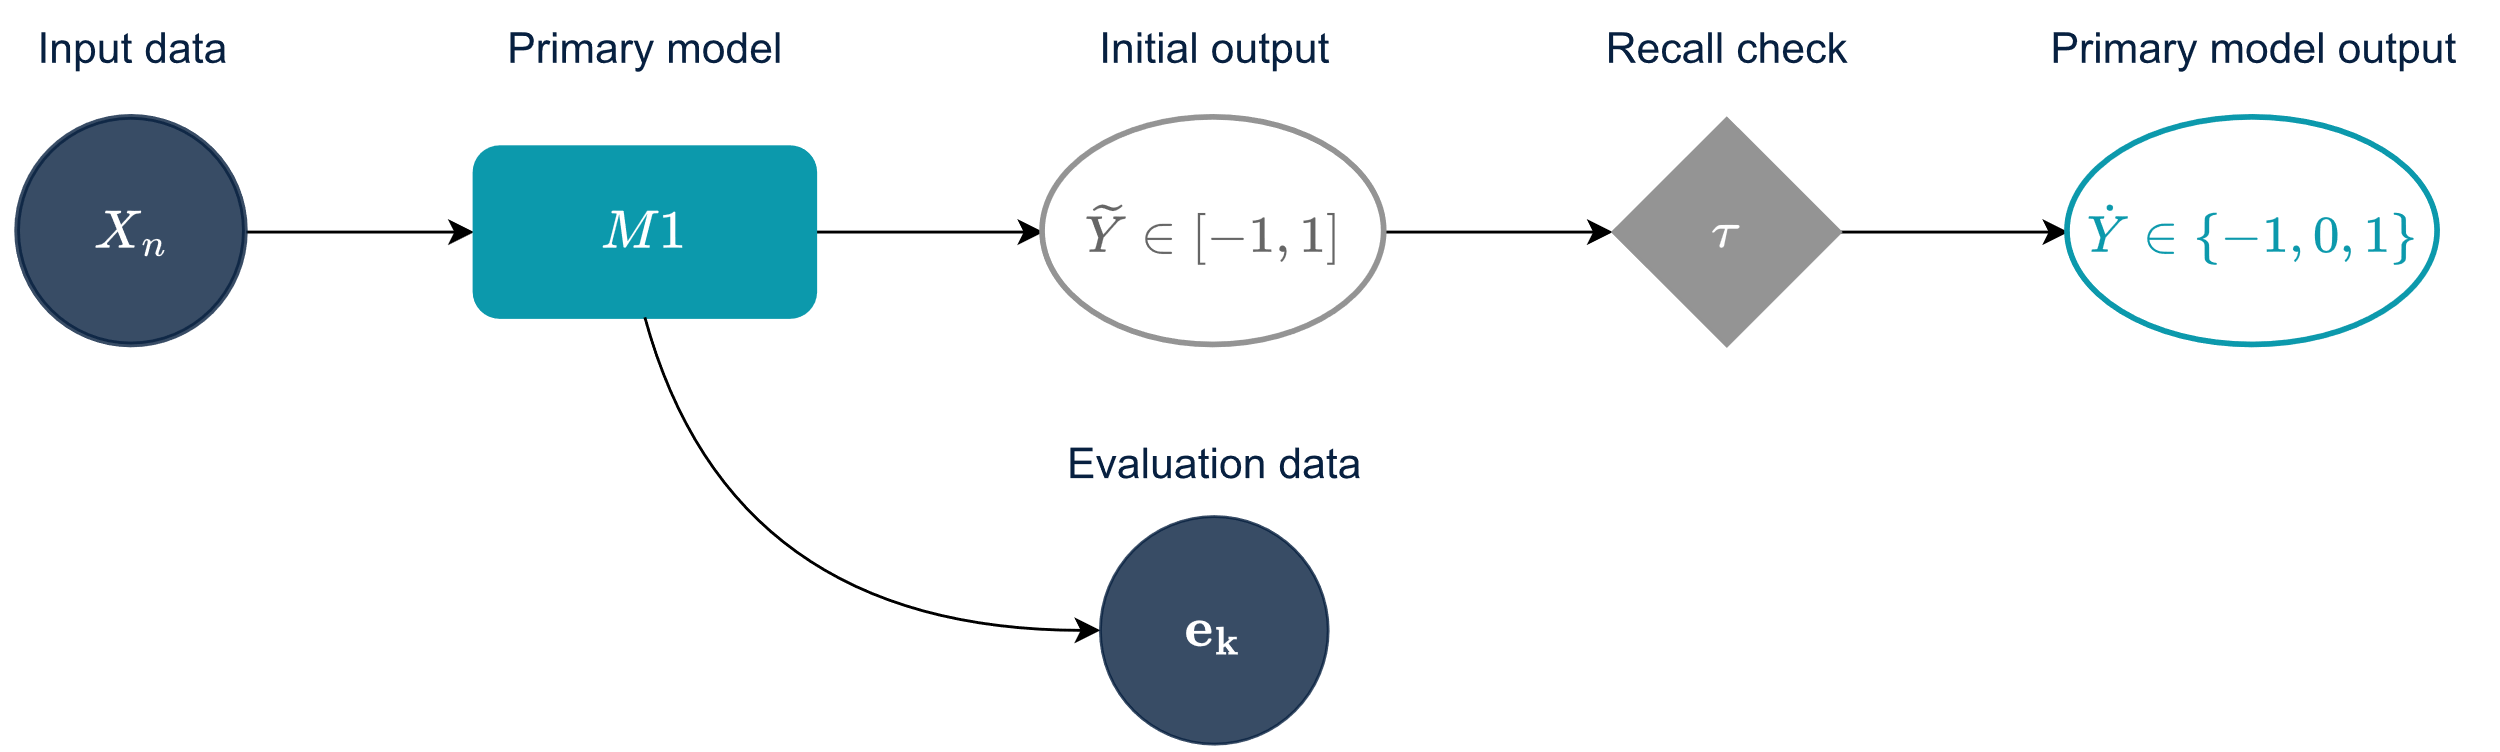 Input data
Primary model
Initial output
Recall check
Primary model output
Xₙ
M1
Ỹ ∈ [−1, 1]
τ
Ẏ ∈ {−1, 0, 1}
Evaluation data
eₖ